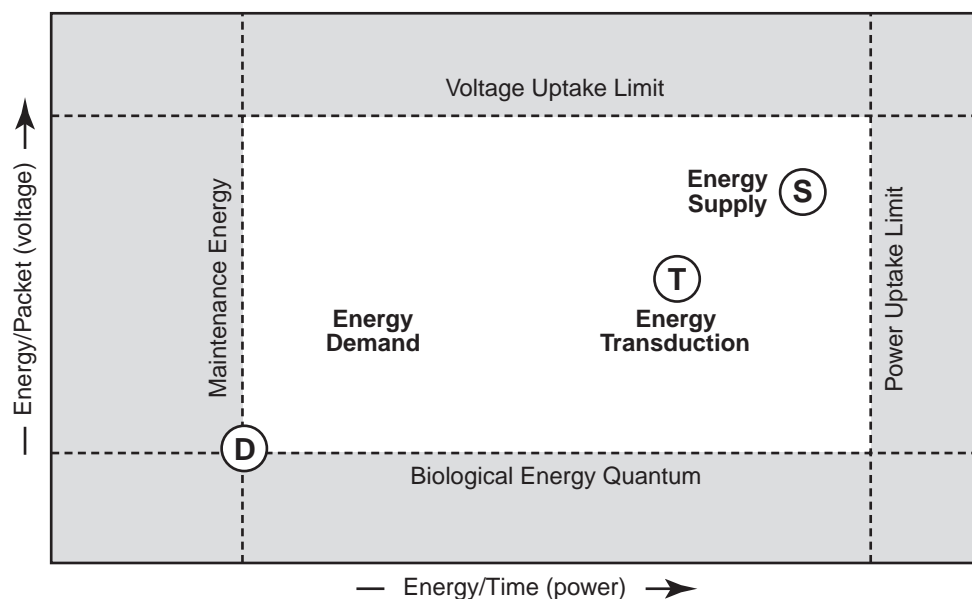 Voltage Uptake Limit
Energy
Supply
S
T
Energy
Transduction
Energy
Demand
D
Biological Energy Quantum
Maintenance Energy
Power Uptake Limit
— Energy/Packet (voltage) →
— Energy/Time (power) →